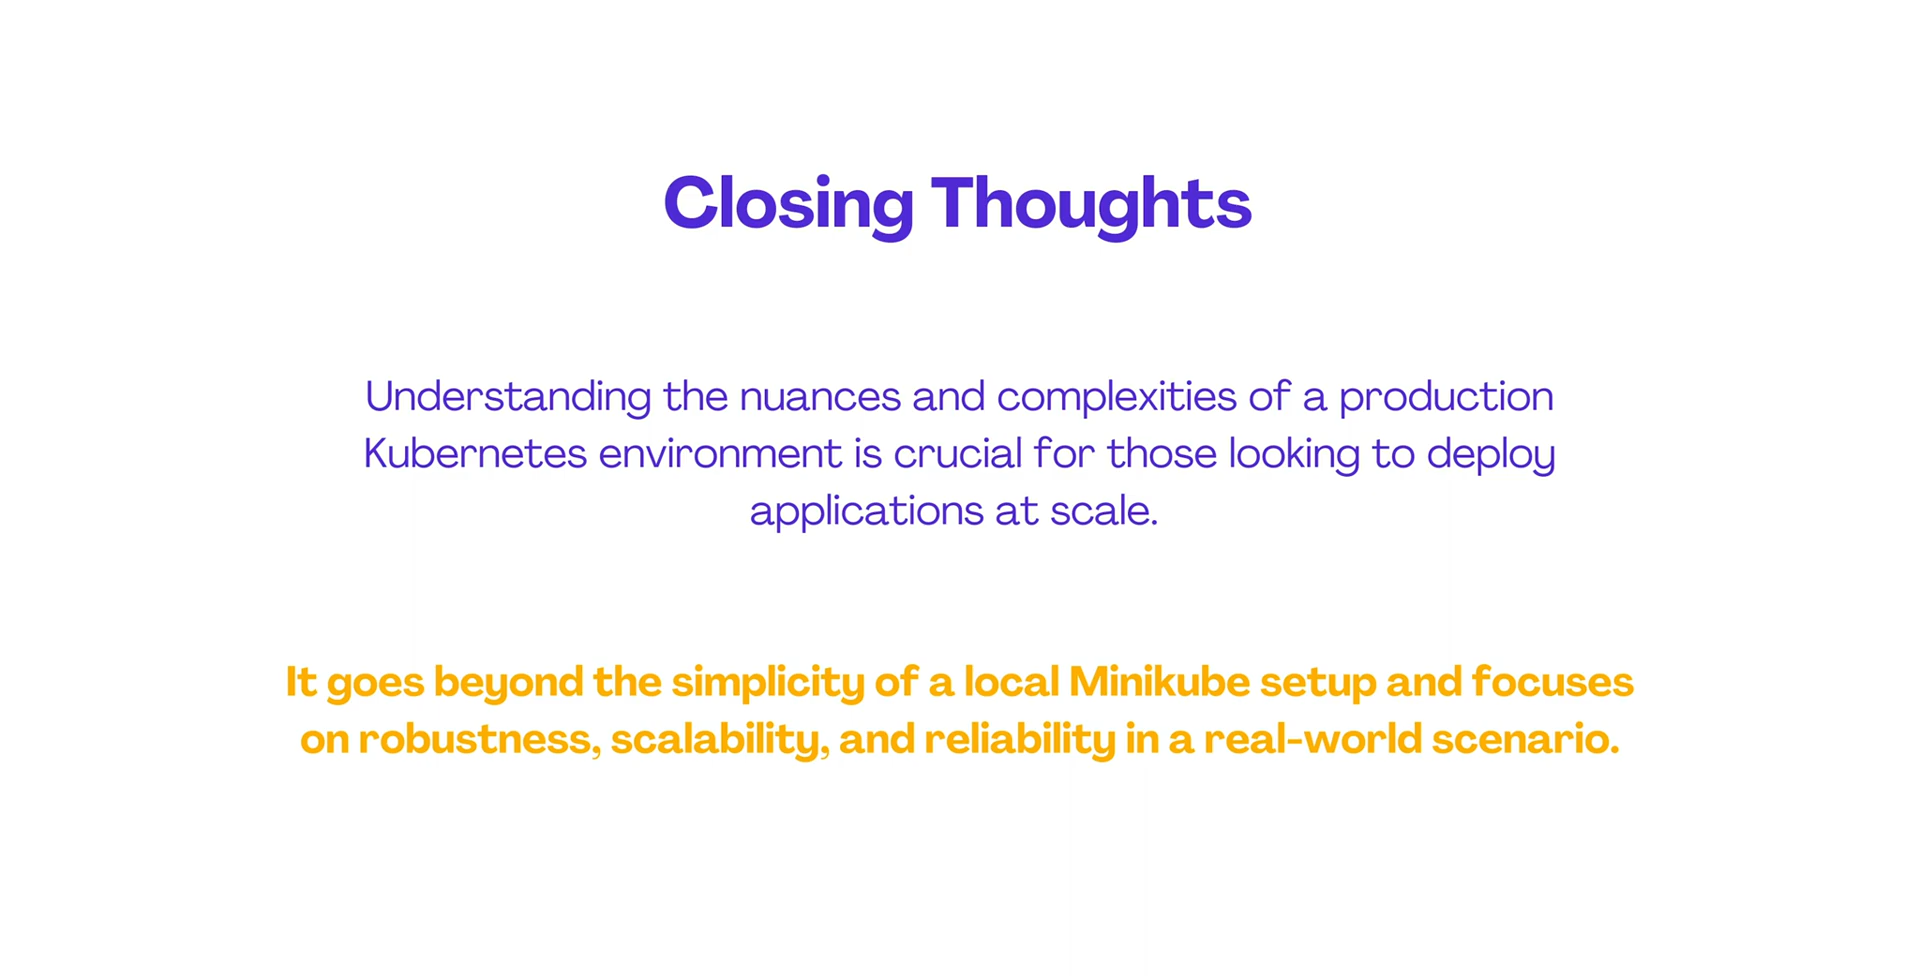 Closing Thoughts
Understanding the nuances and complexities of a production
Kubernetes environment is crucial for those looking to deploy
applications at scale.
It goes beyond the simplicity of a local Minikube setup and focuses
on robustness, scalability, and reliability in a real-world scenario.